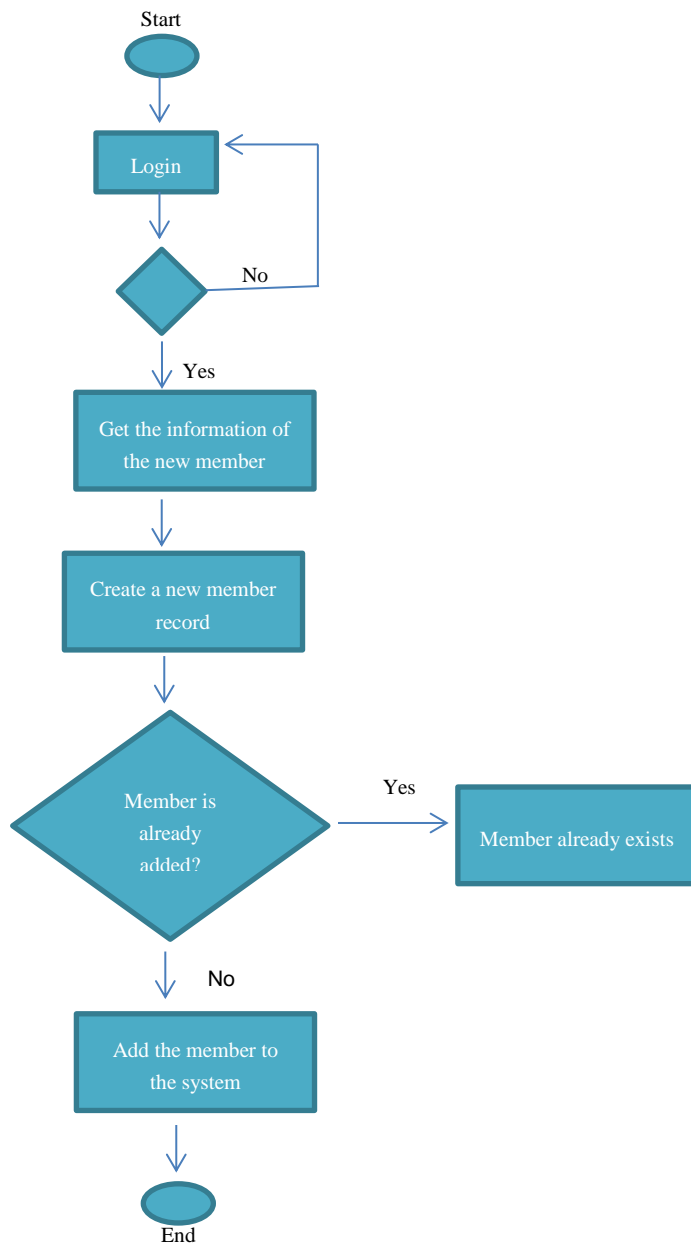 Start
Login
No
Yes
Get the information of
the new member
Create a new member
record
Member is
already
added?
Yes
Member already exists
No
Add the member to
the system
End